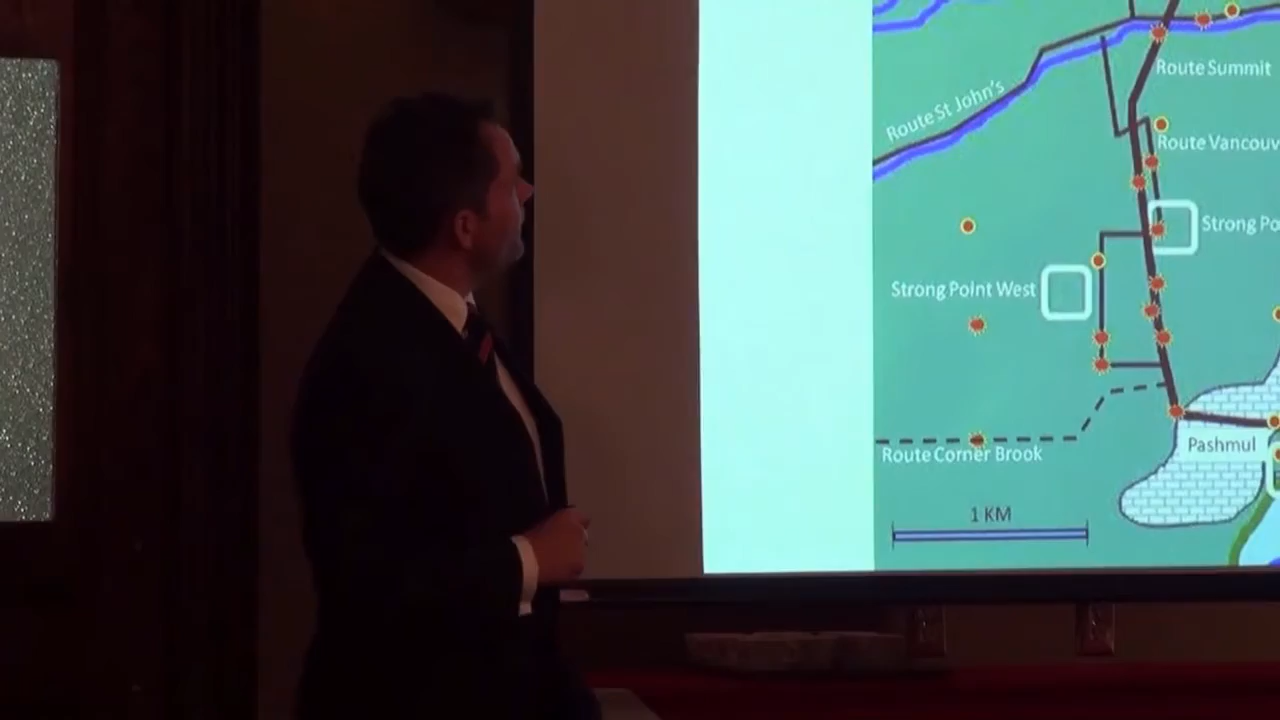 Route Summit
Route St John's
Route Vancouv
Strong Po
Strong Point West
Pashmul
Route Corner Brook
1 KM